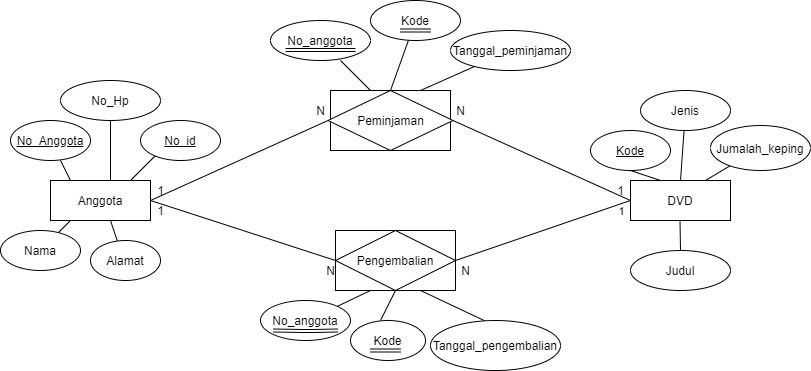 Kode
No_anggota
Tanggal_peminjaman
No_Hp
Jenis
N
N
Peminjaman
No_Anggota
No_id
Kode
Jumalah_keping
1
1
Anggota
DVD
1
1
Nama
Alamat
Pengembalian
N
N
Judul
No_anggota
Kode
Tanggal_pengembalian